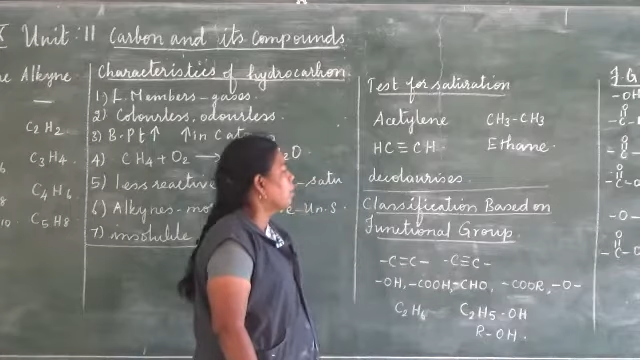 Unit: 11 Carbon and its compounds
Alkyne
C2H2
C3H4
C4H6
C5H8
Characteristics of hydrocarbon
1) L. Members - gases.
2) Colourless, odourless.
3) B.Pt ↑ ↑ in C at
4) CH4 + O2 →
5) less reactive - satu
6) Alkynes - Un.S.
7) insoluble
Test for saturation
Acetylene CH3-CH3
HC≡CH Ethane.
decolaurises.
Classification Based on
Functional Group.
-C=C- -C≡C-
-OH, -COOH, -CHO, -COOR, -O-
C2H6 C2H5-OH
R-OH.
F.G
-OH